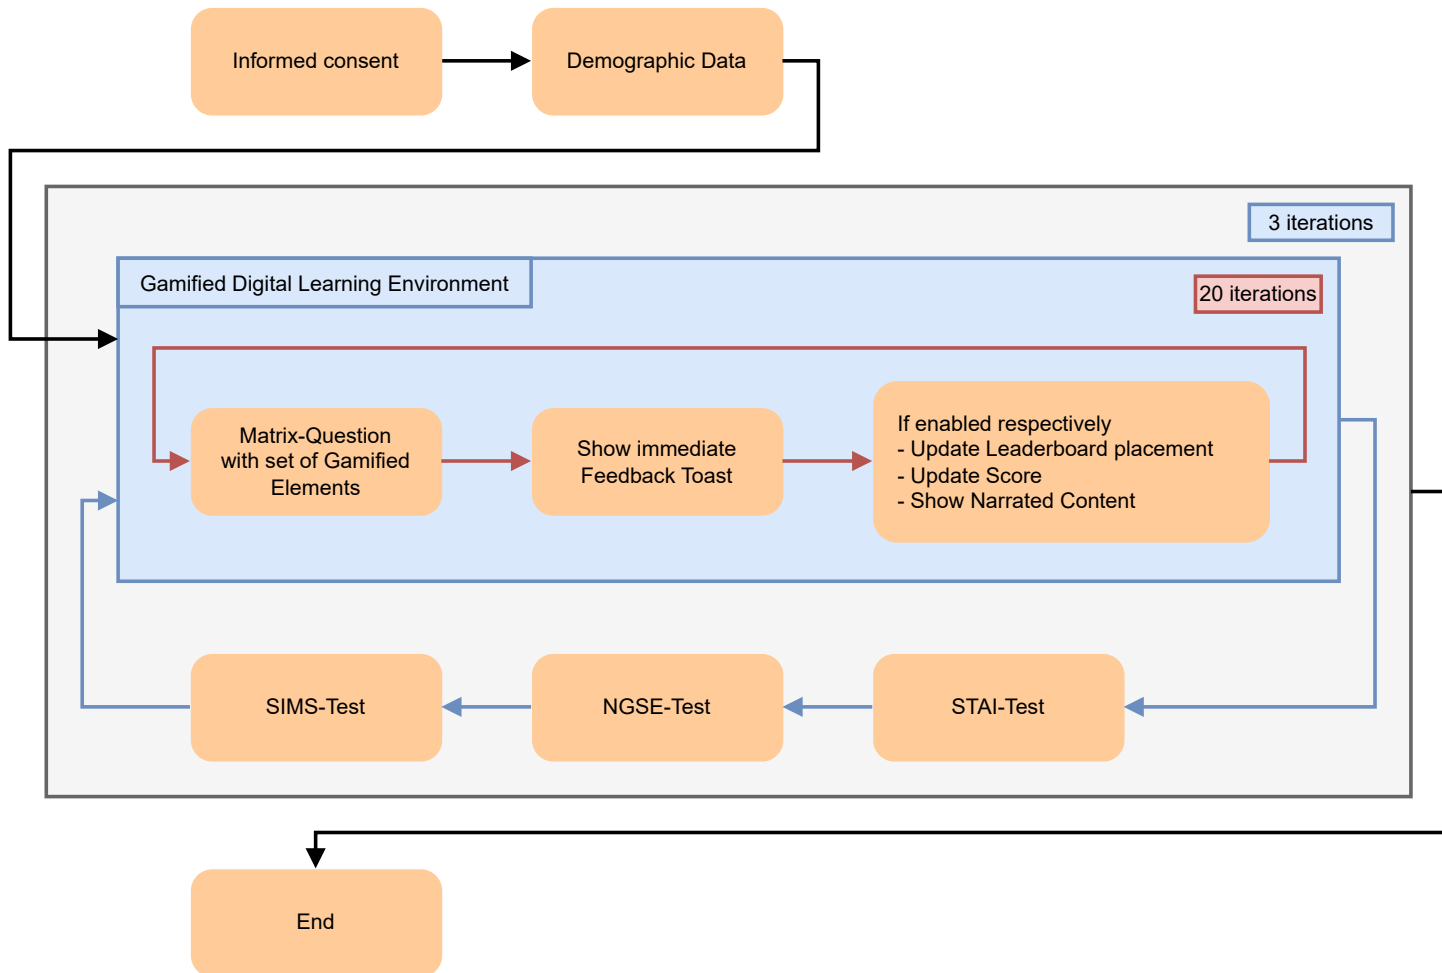 Informed consent
Demographic Data
3 iterations
Gamified Digital Learning Environment
20 iterations
Matrix-Question
with set of Gamified
Elements
Show immediate
Feedback Toast
If enabled respectively
- Update Leaderboard placement
- Update Score
- Show Narrated Content
SIMS-Test
NGSE-Test
STAI-Test
End